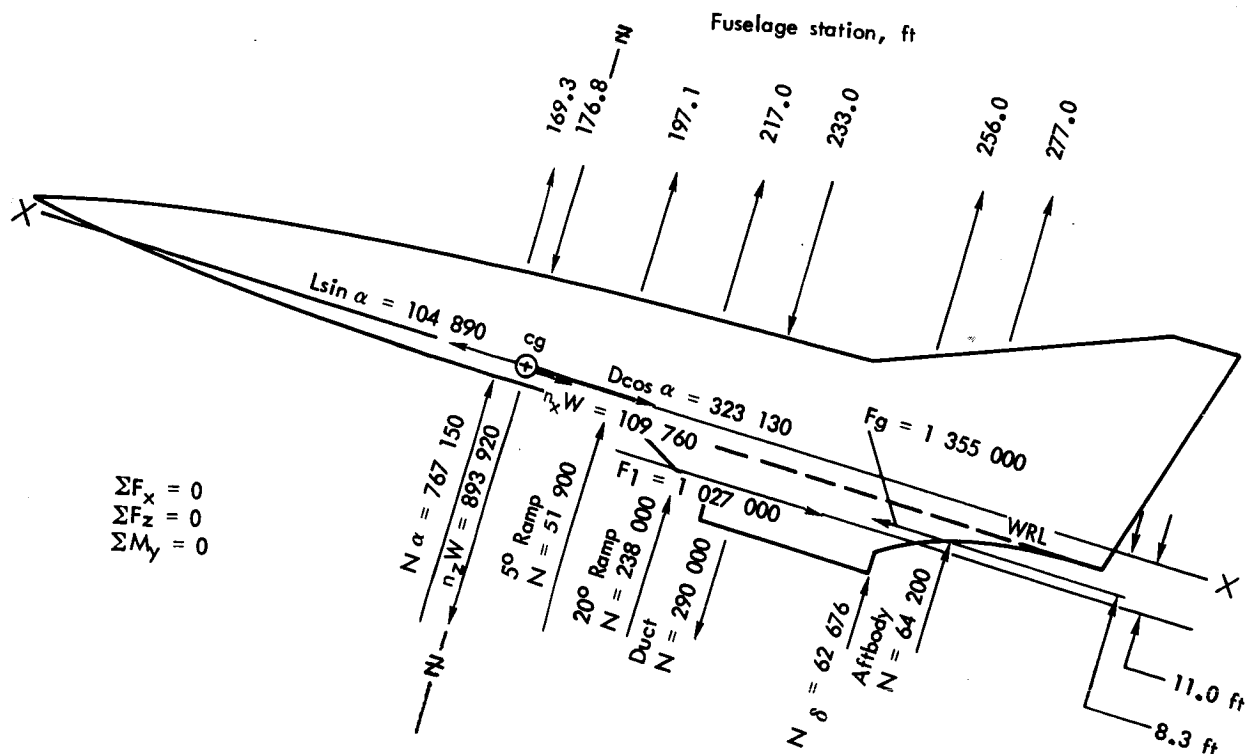 Fuselage station, ft
169.3
176.8
N
197.1
217.0
233.0
256.0
277.0
X
Lsin α = 104 890
cg
Dcos α = 323 130
nxW = 109 760
Fg = 1 355 000
F1 = 1 027 000
WRL
X
ΣFx = 0
ΣFz = 0
ΣMy = 0
Nα = 767 150
nzW = 893 920
N
5° Ramp
N = 51 900
20° Ramp
N = 238 000
Duct
N = 290 000
Nδ = 62 676
Aftbody
N = 64 200
11.0 ft
8.3 ft